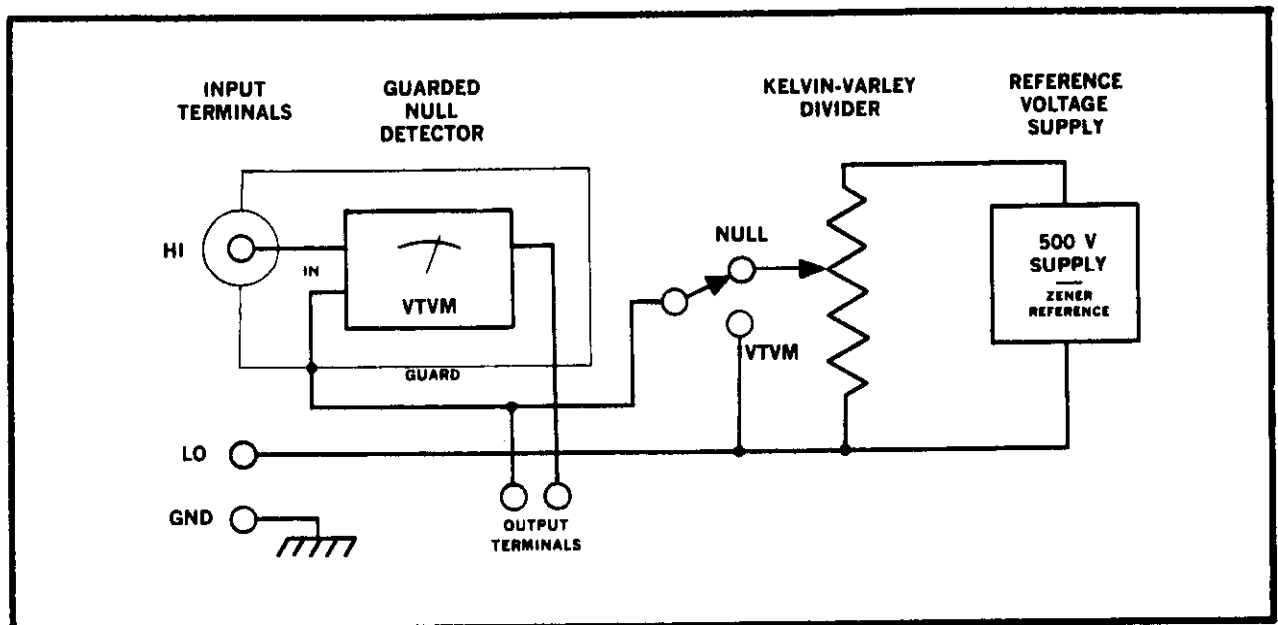 INPUT
TERMINALS
GUARDED
NULL
DETECTOR
KELVIN-VARLEY
DIVIDER
REFERENCE
VOLTAGE
SUPPLY
HI
IN
VTVM
GUARD
NULL
VTVM
500 V
SUPPLY
ZENER
REFERENCE
LO
GND
OUTPUT
TERMINALS